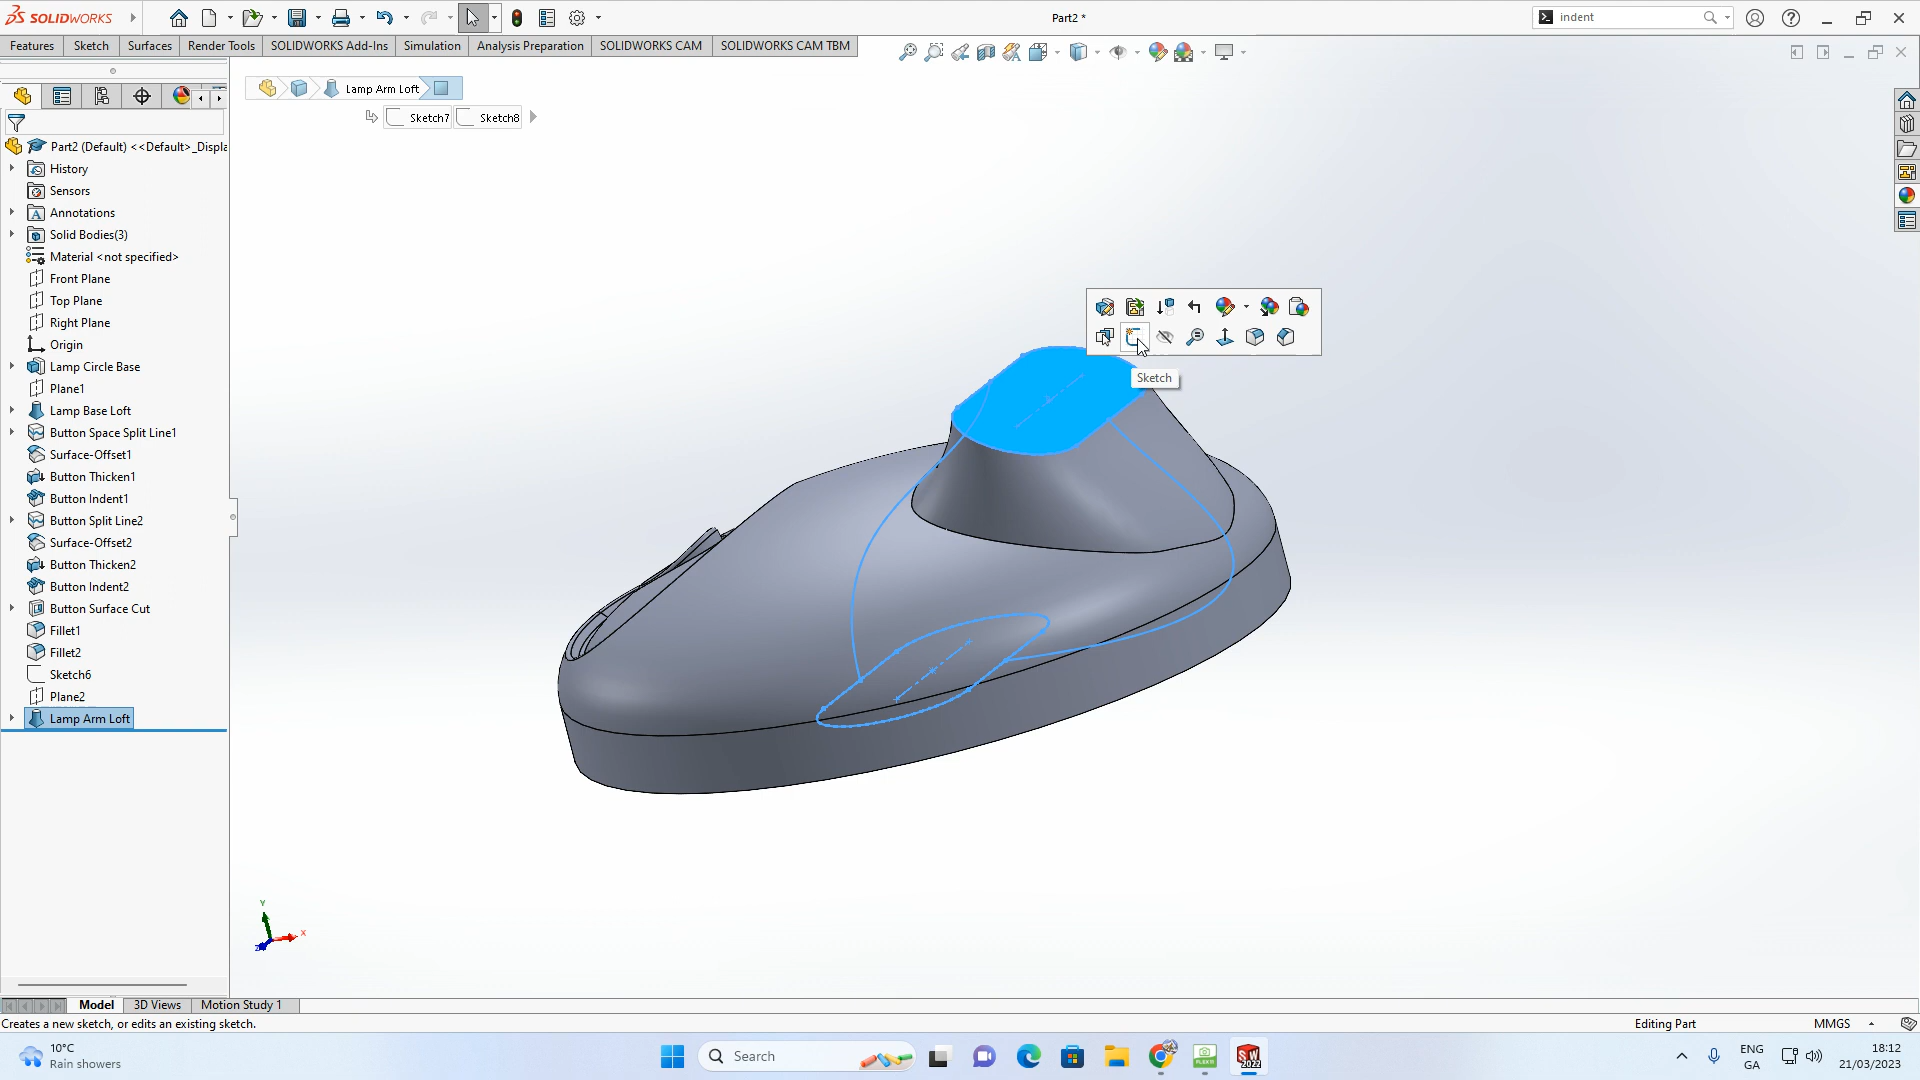 SOLIDWORKS
Part2 *
indent
Features
Sketch
Surfaces
Render Tools
SOLIDWORKS Add-Ins
Simulation
Analysis Preparation
SOLIDWORKS CAM
SOLIDWORKS CAM TBM
Lamp Arm Loft
Sketch7
Sketch8
Part2 (Default) <<Default>_Displa
History
Sensors
Annotations
Solid Bodies(3)
Material <not specified>
Front Plane
Top Plane
Right Plane
Origin
Lamp Circle Base
Plane1
Lamp Base Loft
Button Space Split Line1
Surface-Offset1
Button Thicken1
Button Indent1
Button Split Line2
Surface-Offset2
Button Thicken2
Button Indent2
Button Surface Cut
Fillet1
Fillet2
Sketch6
Plane2
Lamp Arm Loft
Sketch
Y
X
Z
Model
3D Views
Motion Study 1
Creates a new sketch, or edits an existing sketch.
Editing Part
MMGS
10°C
Rain showers
Search
ENG
GA
18:12
21/03/2023